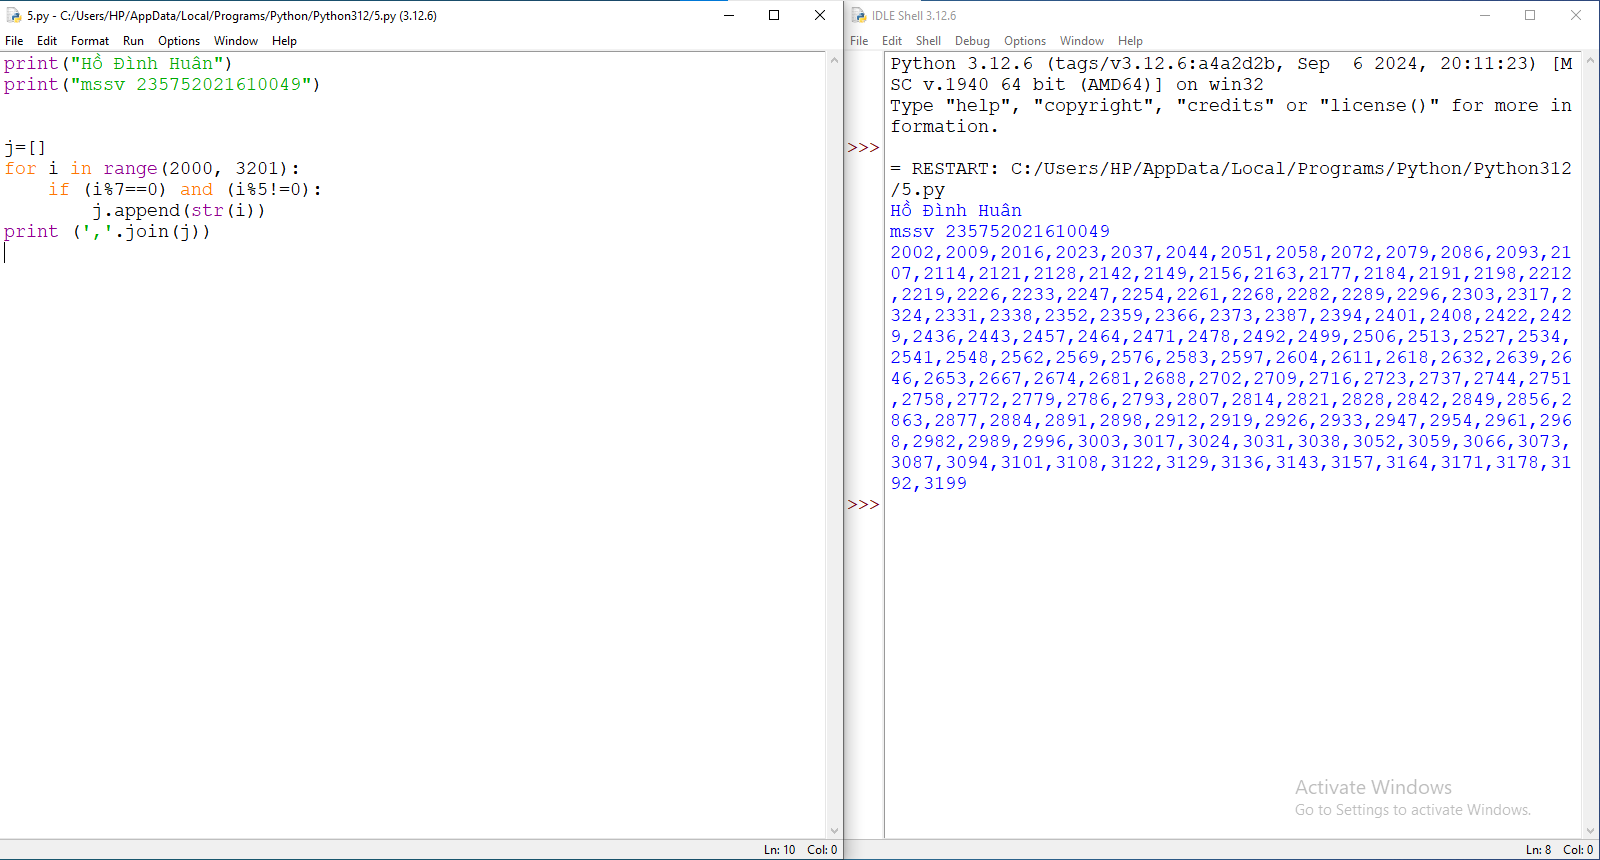 5.py - C:/Users/HP/AppData/Local/Programs/Python/Python312/5.py (3.12.6)
File Edit Format Run Options Window Help
print("Hồ Đình Huân")
print("mssv 235752021610049")
j=[]
for i in range(2000, 3201):
    if (i%7==0) and (i%5!=0):
        j.append(str(i))
print (','.join(j))
Ln: 10 Col: 0
IDLE Shell 3.12.6
File Edit Shell Debug Options Window Help
Python 3.12.6 (tags/v3.12.6:a4a2d2b, Sep  6 2024, 20:11:23) [M
SC v.1940 64 bit (AMD64)] on win32
Type "help", "copyright", "credits" or "license()" for more in
formation.
>>>
= RESTART: C:/Users/HP/AppData/Local/Programs/Python/Python312
/5.py
Hồ Đình Huân
mssv 235752021610049
2002,2009,2016,2023,2037,2044,2051,2058,2072,2079,2086,2093,21
07,2114,2121,2128,2142,2149,2156,2163,2177,2184,2191,2198,2212
,2219,2226,2233,2247,2254,2261,2268,2282,2289,2296,2303,2317,2
324,2331,2338,2352,2359,2366,2373,2387,2394,2401,2408,2422,242
9,2436,2443,2457,2464,2471,2478,2492,2499,2506,2513,2527,2534,
2541,2548,2562,2569,2576,2583,2597,2604,2611,2618,2632,2639,26
46,2653,2667,2674,2681,2688,2702,2709,2716,2723,2737,2744,2751
,2758,2772,2779,2786,2793,2807,2814,2821,2828,2842,2849,2856,2
863,2877,2884,2891,2898,2912,2919,2926,2933,2947,2954,2961,296
8,2982,2989,2996,3003,3017,3024,3031,3038,3052,3059,3066,3073,
3087,3094,3101,3108,3122,3129,3136,3143,3157,3164,3171,3178,31
92,3199
>>>
Activate Windows
Go to Settings to activate Windows.
Ln: 8 Col: 0